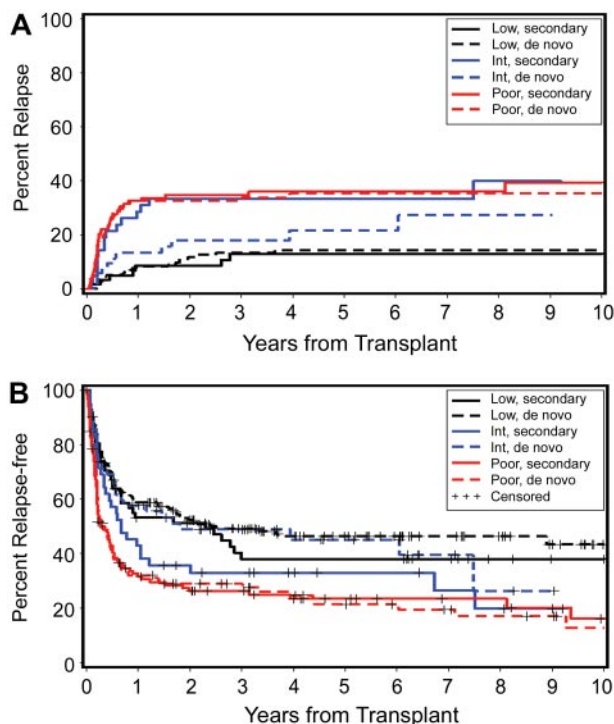 A
100
80
60
40
20
0
Percent Relapse
Low, secondary
Low, de novo
Int, secondary
Int, de novo
Poor, secondary
Poor, de novo
0 1 2 3 4 5 6 7 8 9 10
Years from Transplant
B
100
80
60
40
20
0
Percent Relapse-free
Low, secondary
Low, de novo
Int, secondary
Int, de novo
Poor, secondary
Poor, de novo
+++ Censored
0 1 2 3 4 5 6 7 8 9 10
Years from Transplant